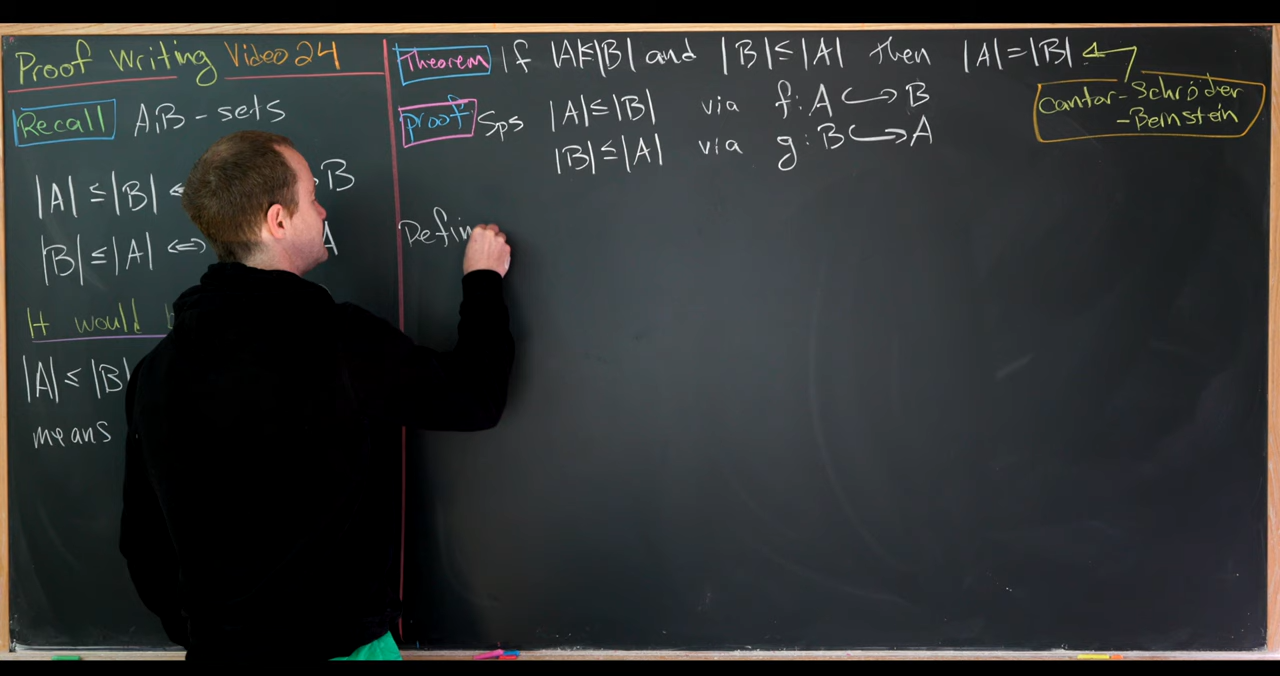 Proof Writing Video 24
Recall A,B - sets
|A| ≤ |B| B
|B| ≤ |A| ⇔ A
It would
|A| ≤ |B|
means
Theorem If |A|≤|B| and |B| ≤ |A| then |A| = |B|.
Cantor-Schröder
-Bernstein
Proof: Sps |A| ≤ |B| via f: A ↪ B
|B| ≤ |A| via g: B ↪ A
Defin